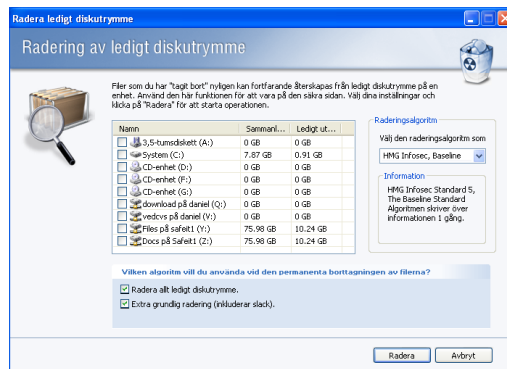 Radera ledigt diskutrymme
Radering av ledigt diskutrymme
Filer som du har "tagit bort" nyligen kan fortfarande återskapas från ledigt diskutrymme på en
enhet. Använd den här funktionen för att vara på den säkra sidan. Välj dina inställningar och
klicka på "Radera" för att starta operationen.
Namn Sammanl... Ledigt ut...
3,5-tumsdiskett (A:) 0 GB 0 GB
System (C:) 7.87 GB 0.91 GB
CD-enhet (D:) 0 GB 0 GB
CD-enhet (F:) 0 GB 0 GB
CD-enhet (G:) 0 GB 0 GB
download på daniel (Q:) 0 GB 0 GB
vedcvs på daniel (V:) 0 GB 0 GB
Files på safeit1 (Y:) 75.98 GB 10.24 GB
Docs på Safeit1 (Z:) 75.98 GB 10.24 GB
Raderingsalgoritm
Välj den raderingsalgoritm som
HMG Infosec, Baseline
Information
HMG Infosec Standard 5,
The Baseline Standard
Algoritmen skriver över
informationen 1 gång.
Vilken algoritm vill du använda vid den permanenta borttagningen av filerna?
Radera allt ledigt diskutrymme.
Extra grundlig radering (inkluderar slack).
Radera Avbryt